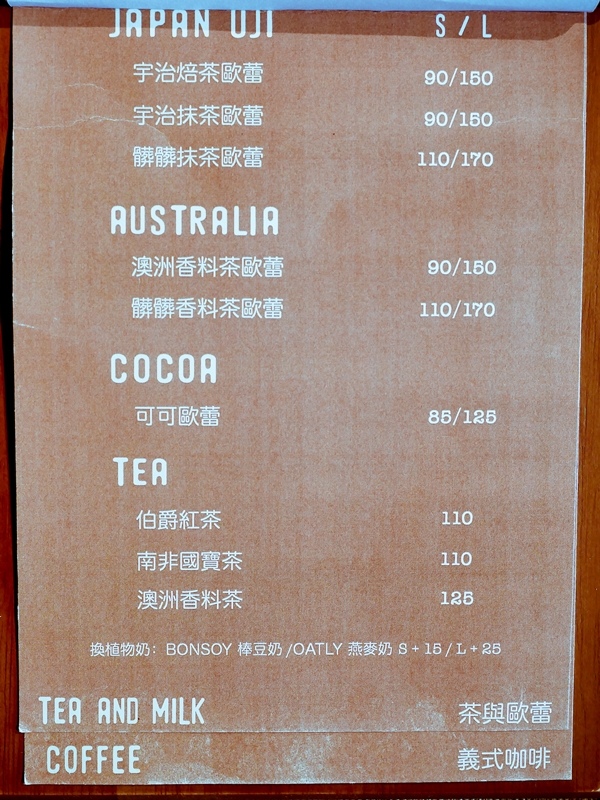 JAPAN UJI S / L
宇治焙茶歐蕾 90/150
宇治抹茶歐蕾 90/150
髒髒抹茶歐蕾 110/170
AUSTRALIA
澳洲香料茶歐蕾 90/150
髒髒香料茶歐蕾 110/170
COCOA
可可歐蕾 85/125
TEA
伯爵紅茶 110
南非國寶茶 110
澳洲香料茶 125
換植物奶: BONSOY 棒豆奶 /OATLY 燕麥奶 S + 15 / L + 25
TEA AND MILK 茶與歐蕾
COFFEE 義式咖啡